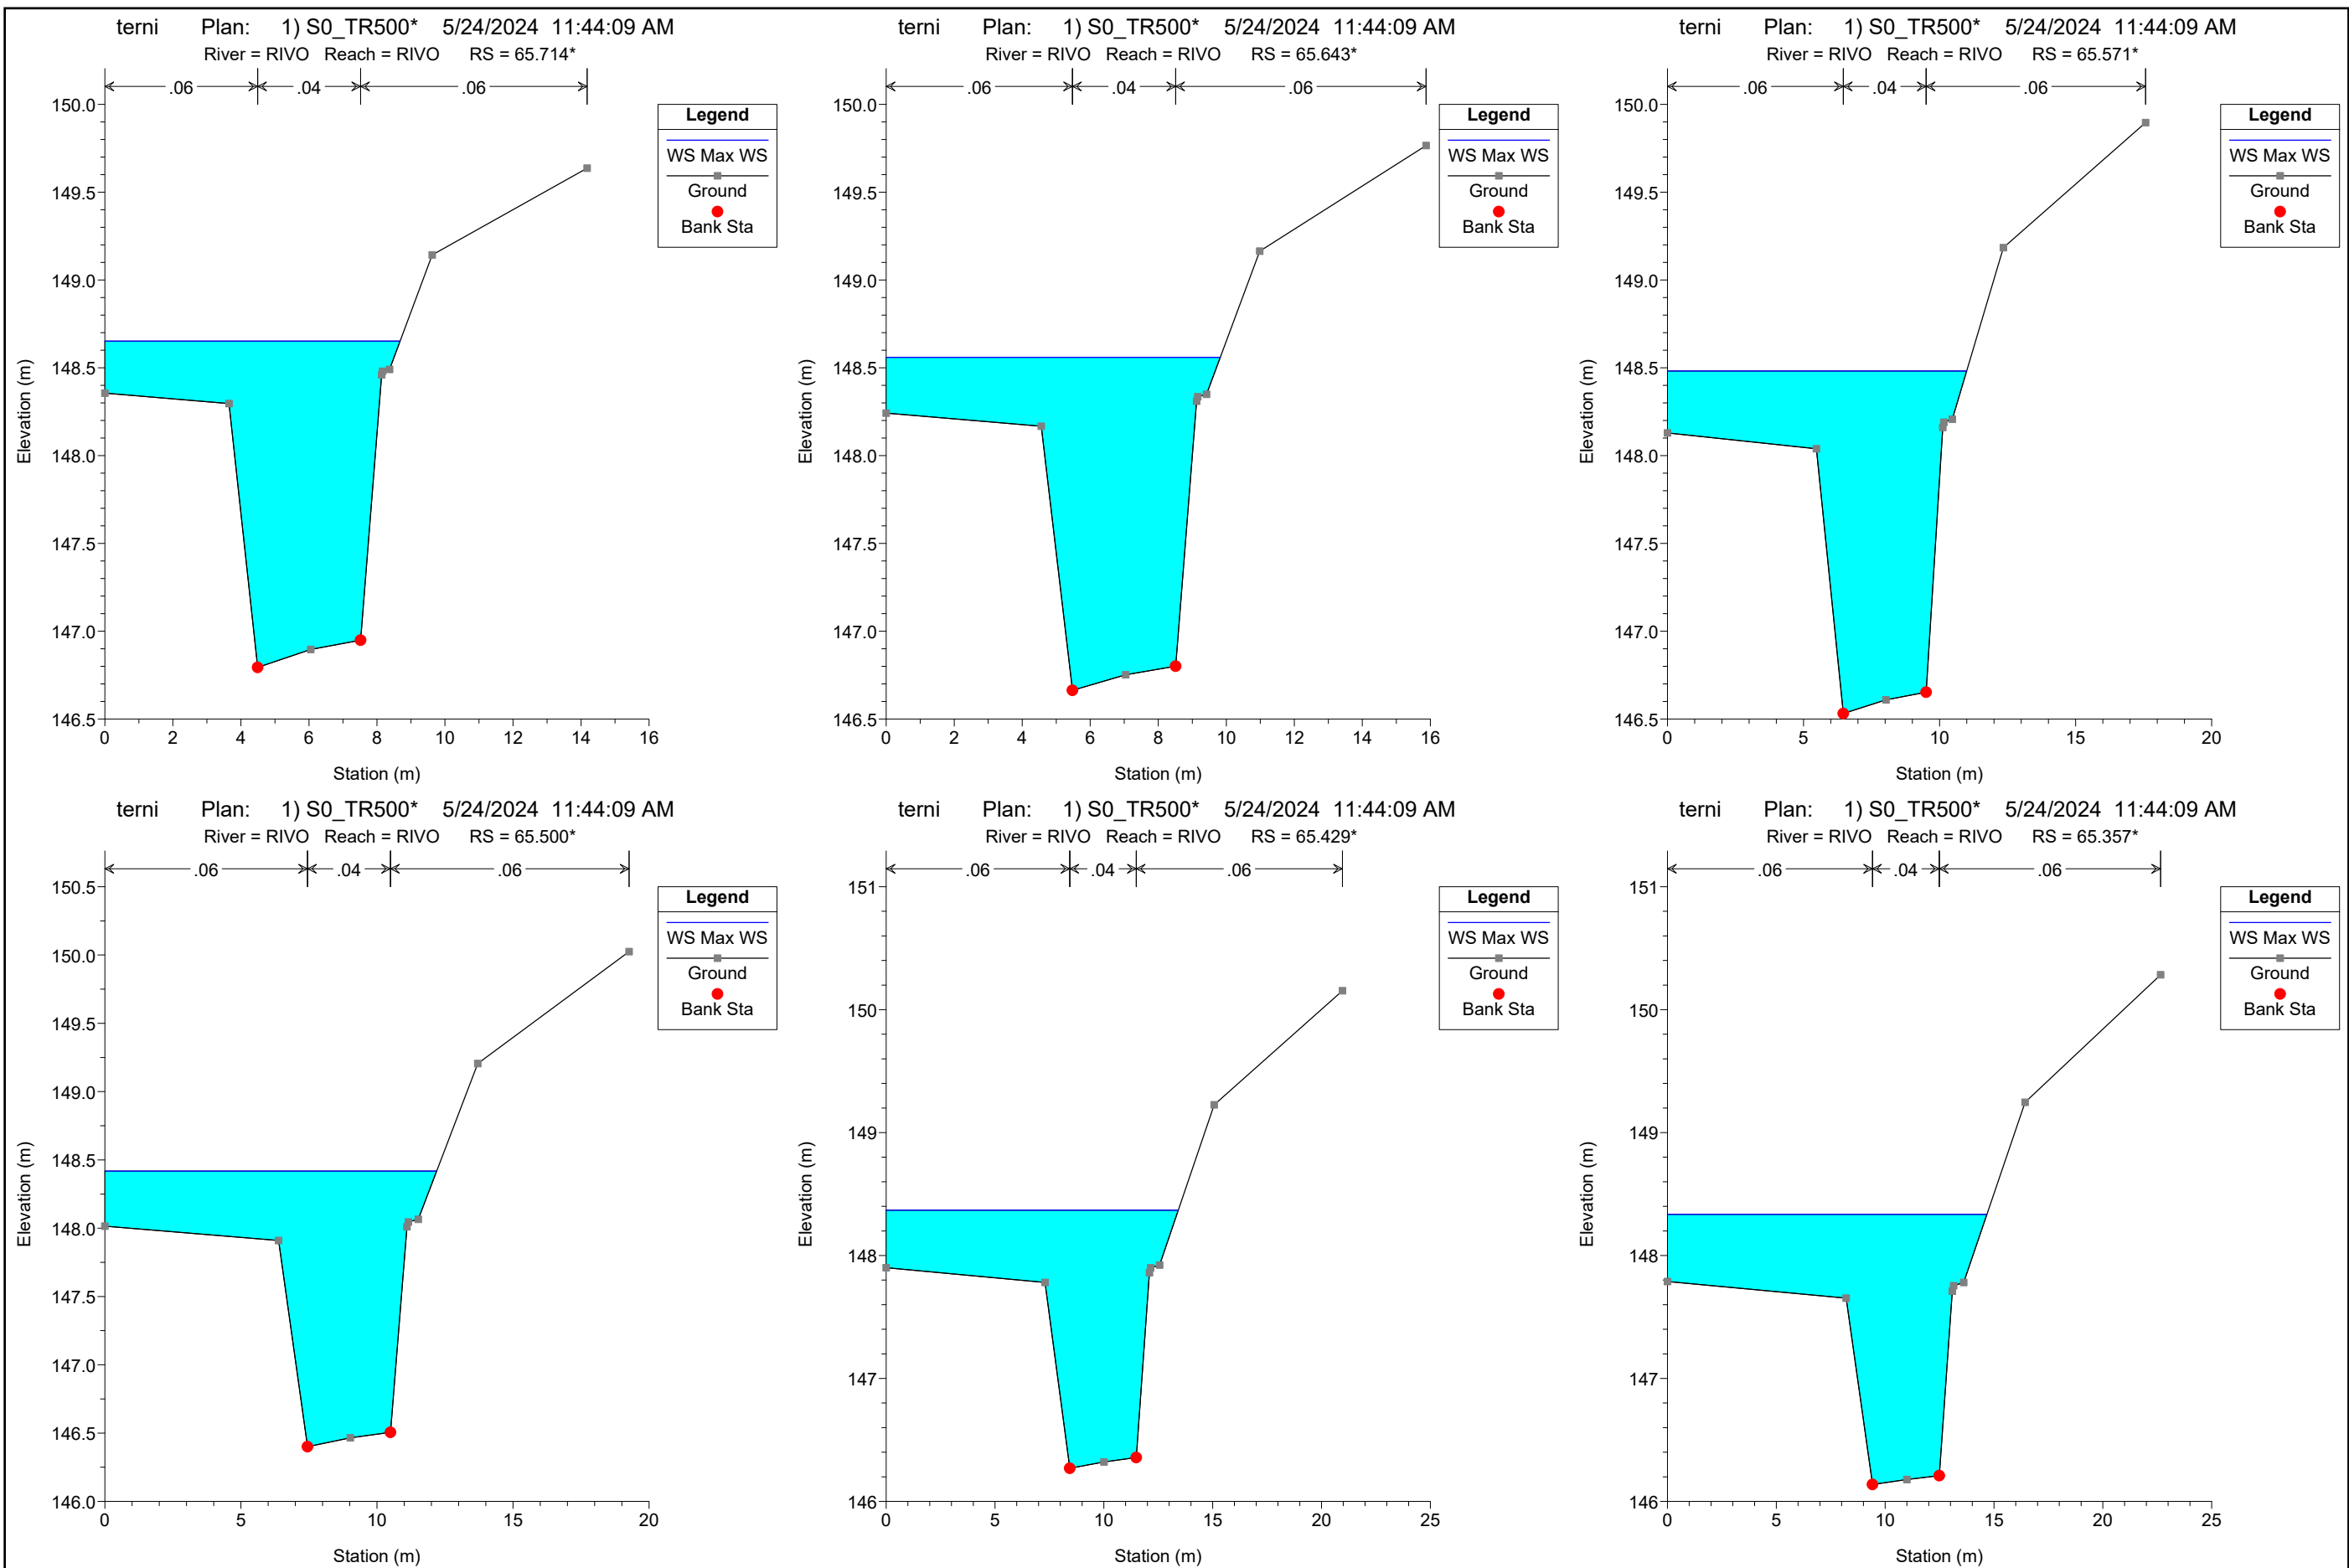 terni Plan: 1) S0_TR500* 5/24/2024 11:44:09 AM
River = RIVO Reach = RIVO RS = 65.714*
.06 .04 .06
Legend
WS Max WS
Ground
Bank Sta
150.0
149.5
149.0
148.5
148.0
147.5
147.0
146.5
Elevation (m)
0 2 4 6 8 10 12 14 16
Station (m)
terni Plan: 1) S0_TR500* 5/24/2024 11:44:09 AM
River = RIVO Reach = RIVO RS = 65.643*
.06 .04 .06
Legend
WS Max WS
Ground
Bank Sta
150.0
149.5
149.0
148.5
148.0
147.5
147.0
146.5
Elevation (m)
0 2 4 6 8 10 12 14 16
Station (m)
terni Plan: 1) S0_TR500* 5/24/2024 11:44:09 AM
River = RIVO Reach = RIVO RS = 65.571*
.06 .04 .06
Legend
WS Max WS
Ground
Bank Sta
150.0
149.5
149.0
148.5
148.0
147.5
147.0
146.5
Elevation (m)
0 5 10 15 20
Station (m)
terni Plan: 1) S0_TR500* 5/24/2024 11:44:09 AM
River = RIVO Reach = RIVO RS = 65.500*
.06 .04 .06
Legend
WS Max WS
Ground
Bank Sta
150.5
150.0
149.5
149.0
148.5
148.0
147.5
147.0
146.5
146.0
Elevation (m)
0 5 10 15 20
Station (m)
terni Plan: 1) S0_TR500* 5/24/2024 11:44:09 AM
River = RIVO Reach = RIVO RS = 65.429*
.06 .04 .06
Legend
WS Max WS
Ground
Bank Sta
151
150
149
148
147
146
Elevation (m)
0 5 10 15 20 25
Station (m)
terni Plan: 1) S0_TR500* 5/24/2024 11:44:09 AM
River = RIVO Reach = RIVO RS = 65.357*
.06 .04 .06
Legend
WS Max WS
Ground
Bank Sta
151
150
149
148
147
146
Elevation (m)
0 5 10 15 20 25
Station (m)